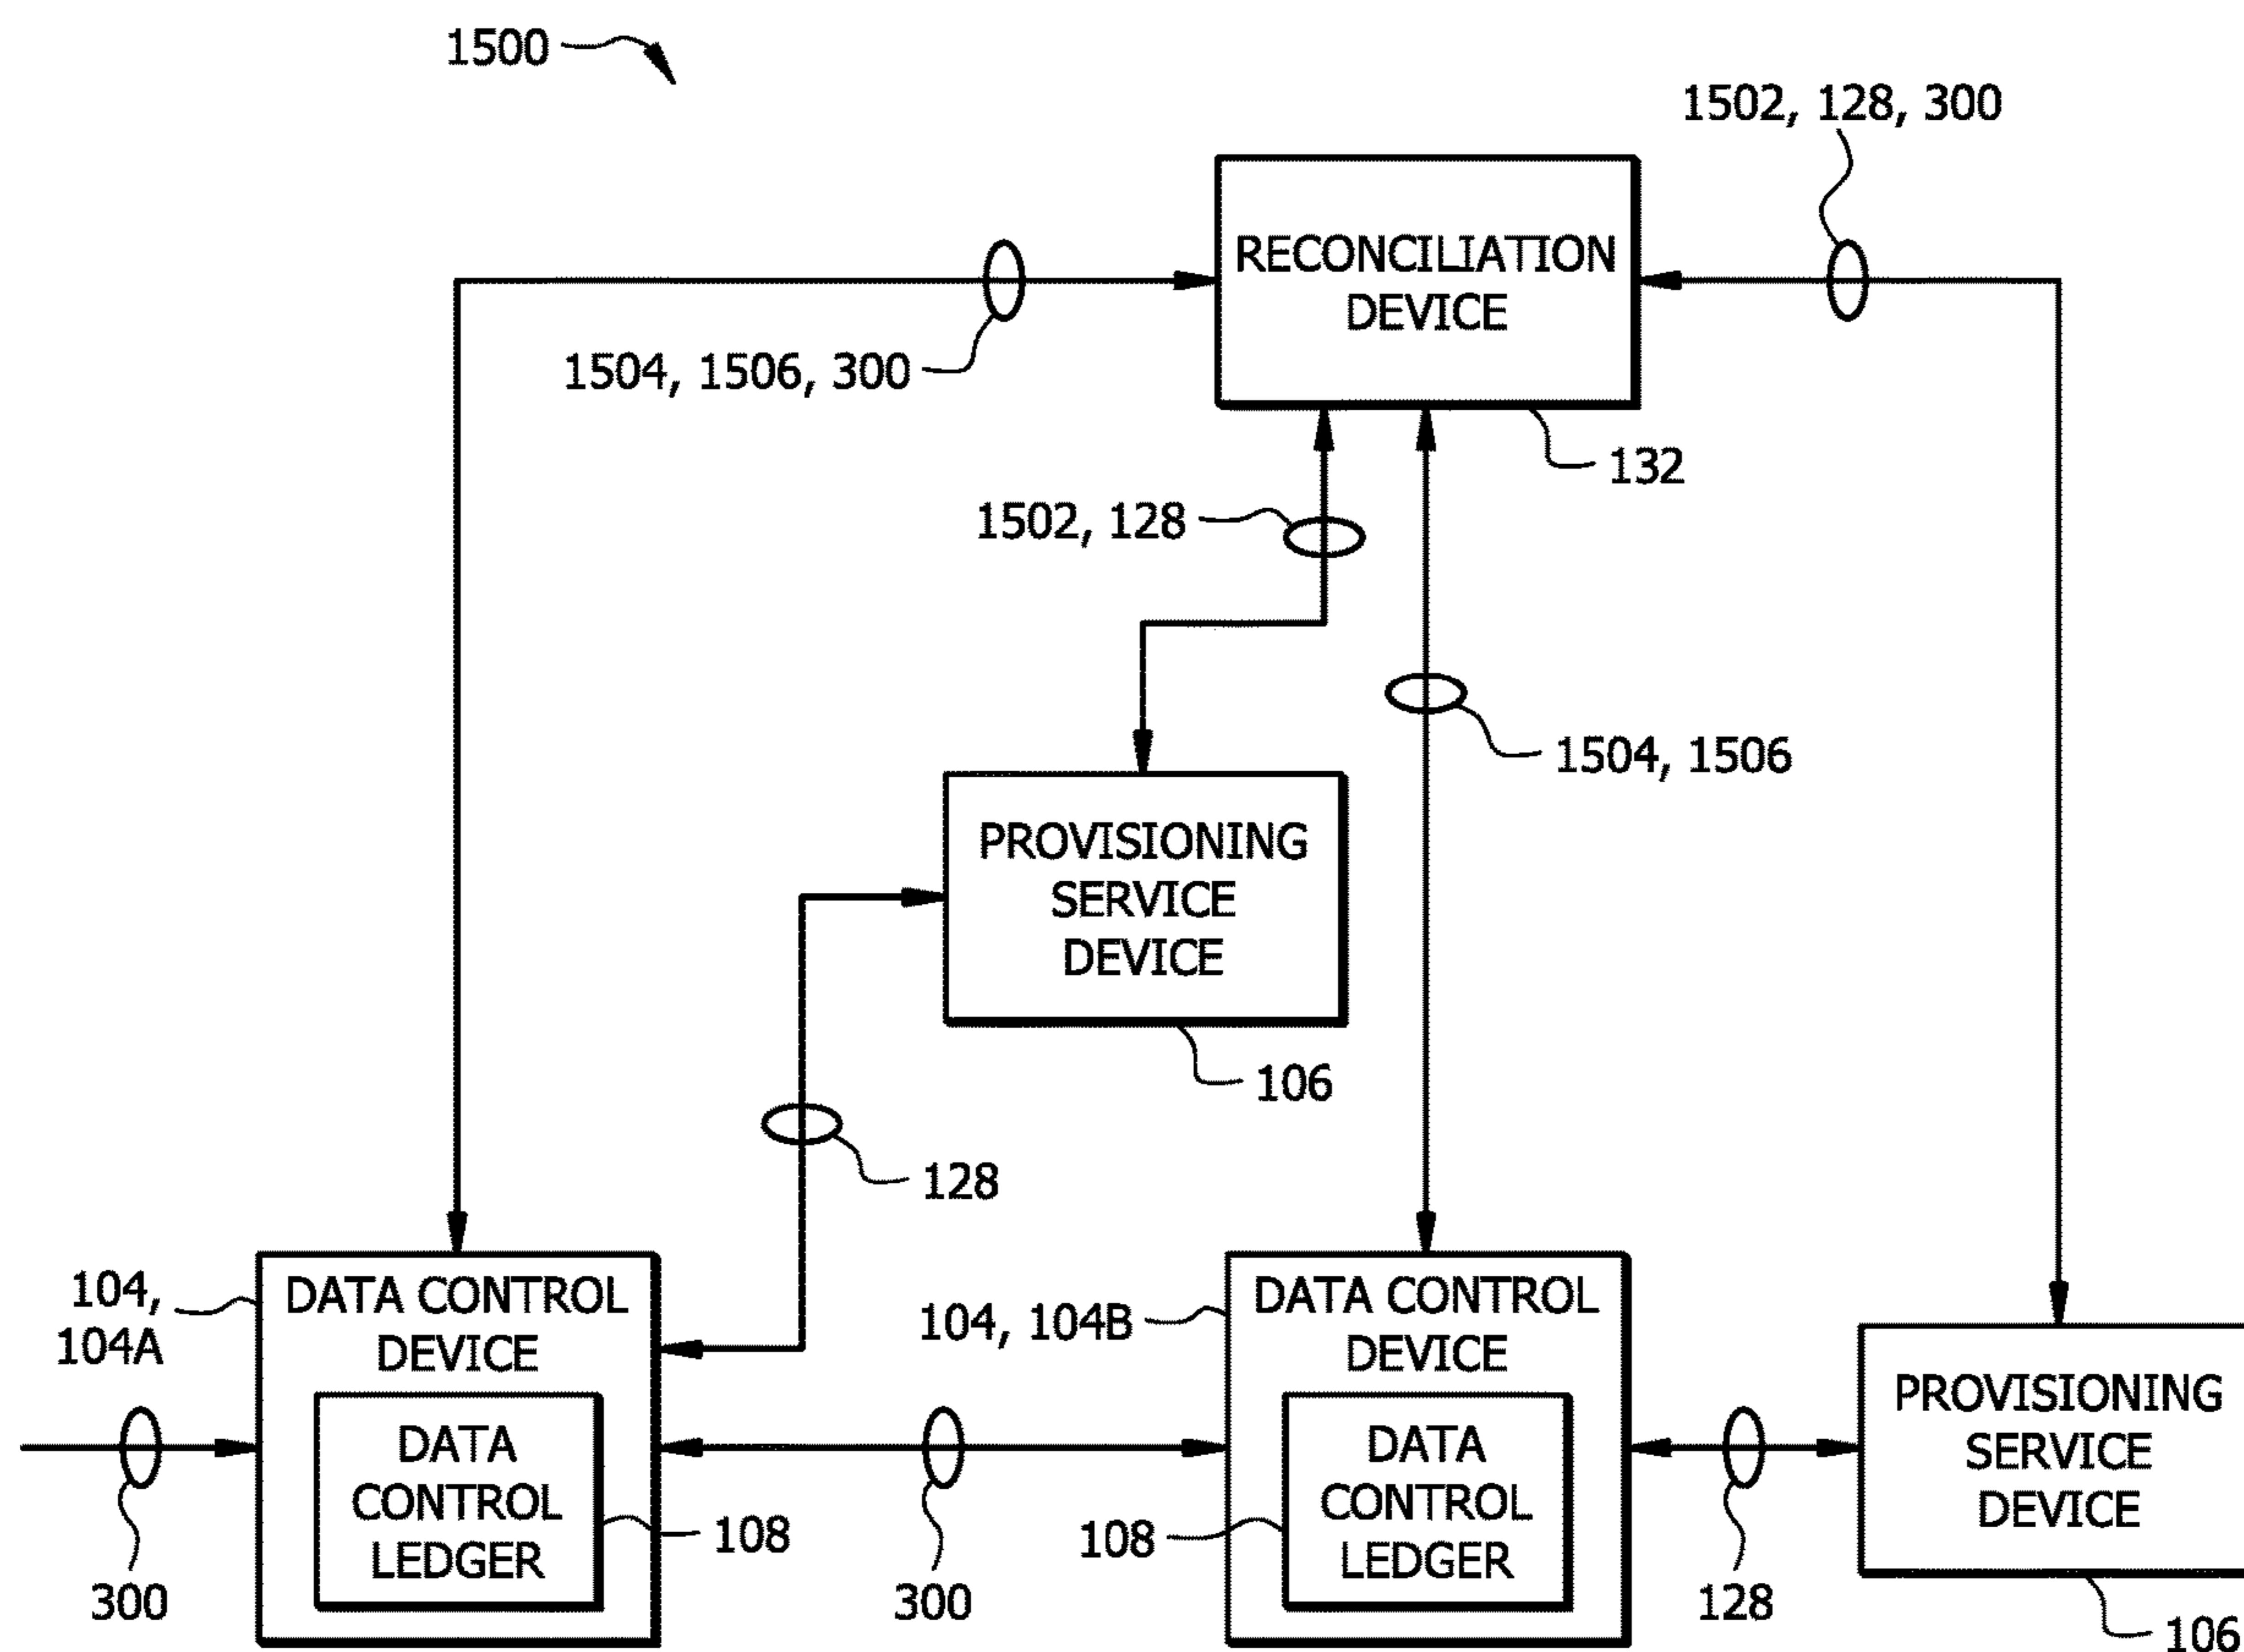 1500
1502, 128, 300
RECONCILIATION
DEVICE
1504, 1506, 300
132
1502, 128
1504, 1506
PROVISIONING
SERVICE
DEVICE
106
128
104,
104A
DATA CONTROL
DEVICE
DATA
CONTROL
LEDGER
108
300
300
104, 104B
DATA CONTROL
DEVICE
DATA
CONTROL
LEDGER
108
128
PROVISIONING
SERVICE
DEVICE
106